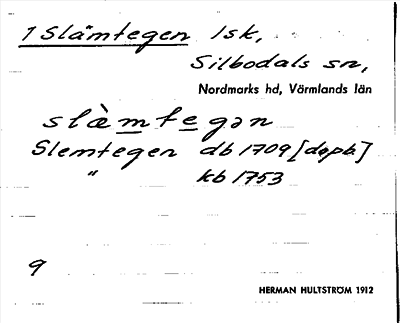 1 Slämtegen lsk,
Silbodals sn,
Nordmarks hd, Värmlands län
slὰmtegən
Slemtegen db 1709 [dopb.]
" kb 1753
9
HERMAN HULTSTRÖM 1912